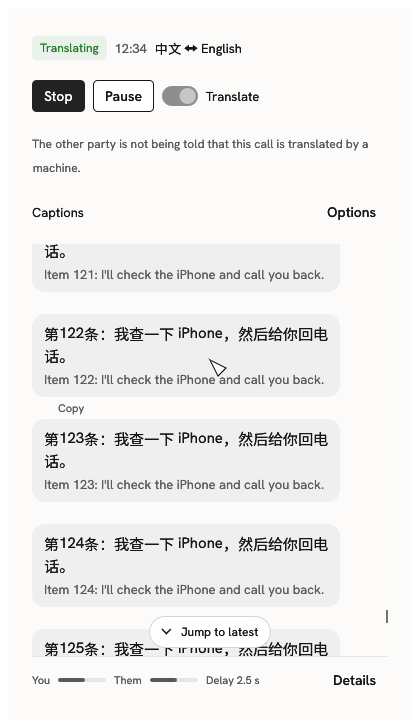 Translating 12:34 中文 ⬌ English
Stop Pause Translate
The other party is not being told that this call is translated by a
machine.
Captions Options
话。
Item 121: I'll check the iPhone and call you back.
第122条：我查一下 iPhone，然后给你回电
话。
Item 122: I'll check the iPhone and call you back.
Copy
第123条：我查一下 iPhone，然后给你回电
话。
Item 123: I'll check the iPhone and call you back.
第124条：我查一下 iPhone，然后给你回电
话。
Item 124: I'll check the iPhone and call you back.
Jump to latest
第125条：我查一下 iPhone，然后给你回电
You Them Delay 2.5 s Details